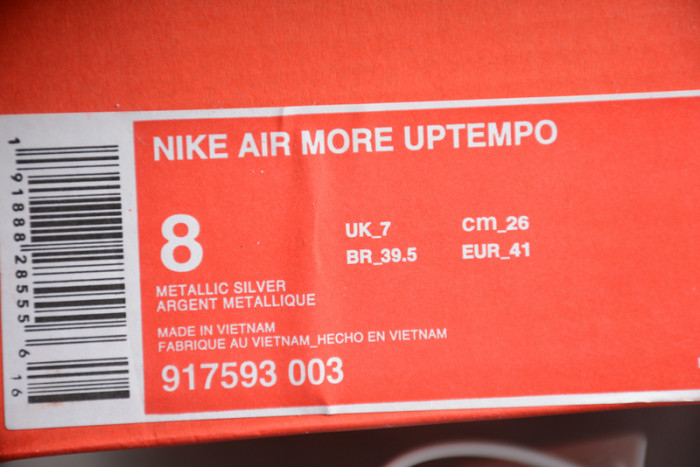 NIKE AIR MORE UPTEMPO
8
UK_7 cm_26
BR_39.5 EUR_41
METALLIC SILVER
ARGENT METALLIQUE
MADE IN VIETNAM
FABRIQUE AU VIETNAM_HECHO EN VIETNAM
917593 003
1 91888 28555 6 16